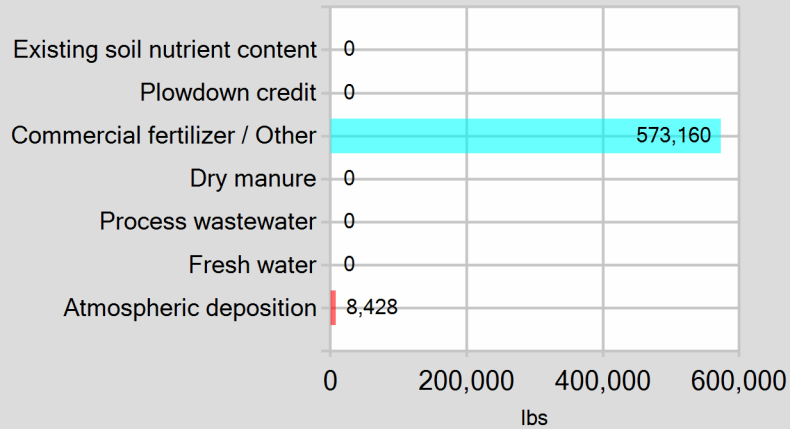 Existing soil nutrient content 0
Plowdown credit 0
Commercial fertilizer / Other 573,160
Dry manure 0
Process wastewater 0
Fresh water 0
Atmospheric deposition 8,428
0 200,000 400,000 600,000
lbs